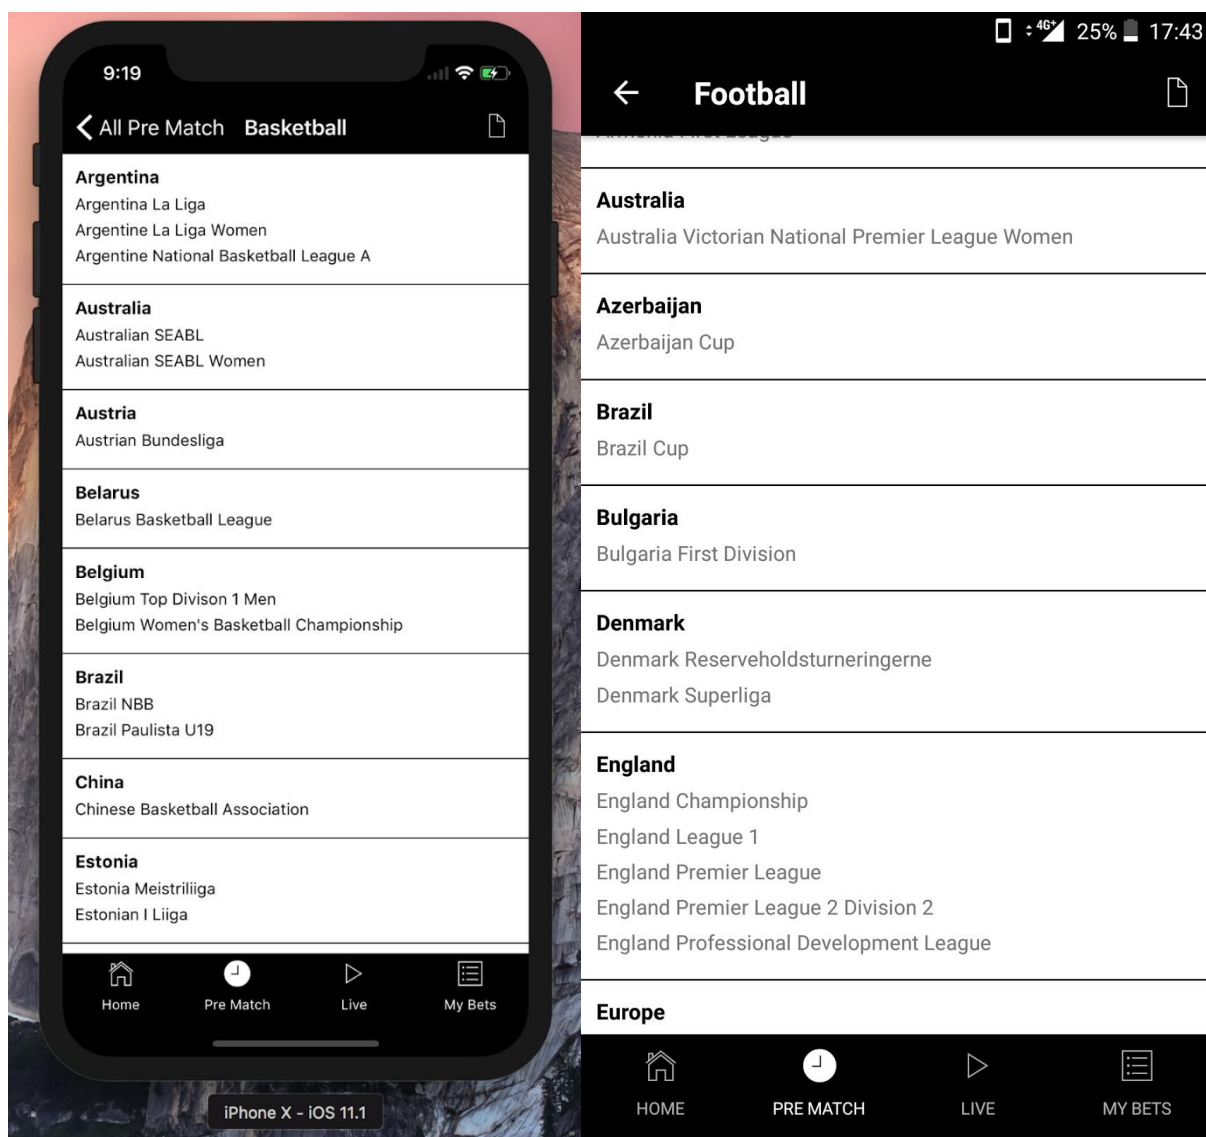 9:19
All Pre Match Basketball
Argentina
Argentina La Liga
Argentine La Liga Women
Argentine National Basketball League A
Australia
Australian SEABL
Australian SEABL Women
Austria
Austrian Bundesliga
Belarus
Belarus Basketball League
Belgium
Belgium Top Divison 1 Men
Belgium Women's Basketball Championship
Brazil
Brazil NBB
Brazil Paulista U19
China
Chinese Basketball Association
Estonia
Estonia Meistriliiga
Estonian I Liiga
Home Pre Match Live My Bets
iPhone X - iOS 11.1
4G+ 25% 17:43
Football
Armenia First League
Australia
Australia Victorian National Premier League Women
Azerbaijan
Azerbaijan Cup
Brazil
Brazil Cup
Bulgaria
Bulgaria First Division
Denmark
Denmark Reserveholdsturneringerne
Denmark Superliga
England
England Championship
England League 1
England Premier League
England Premier League 2 Division 2
England Professional Development League
Europe
HOME PRE MATCH LIVE MY BETS